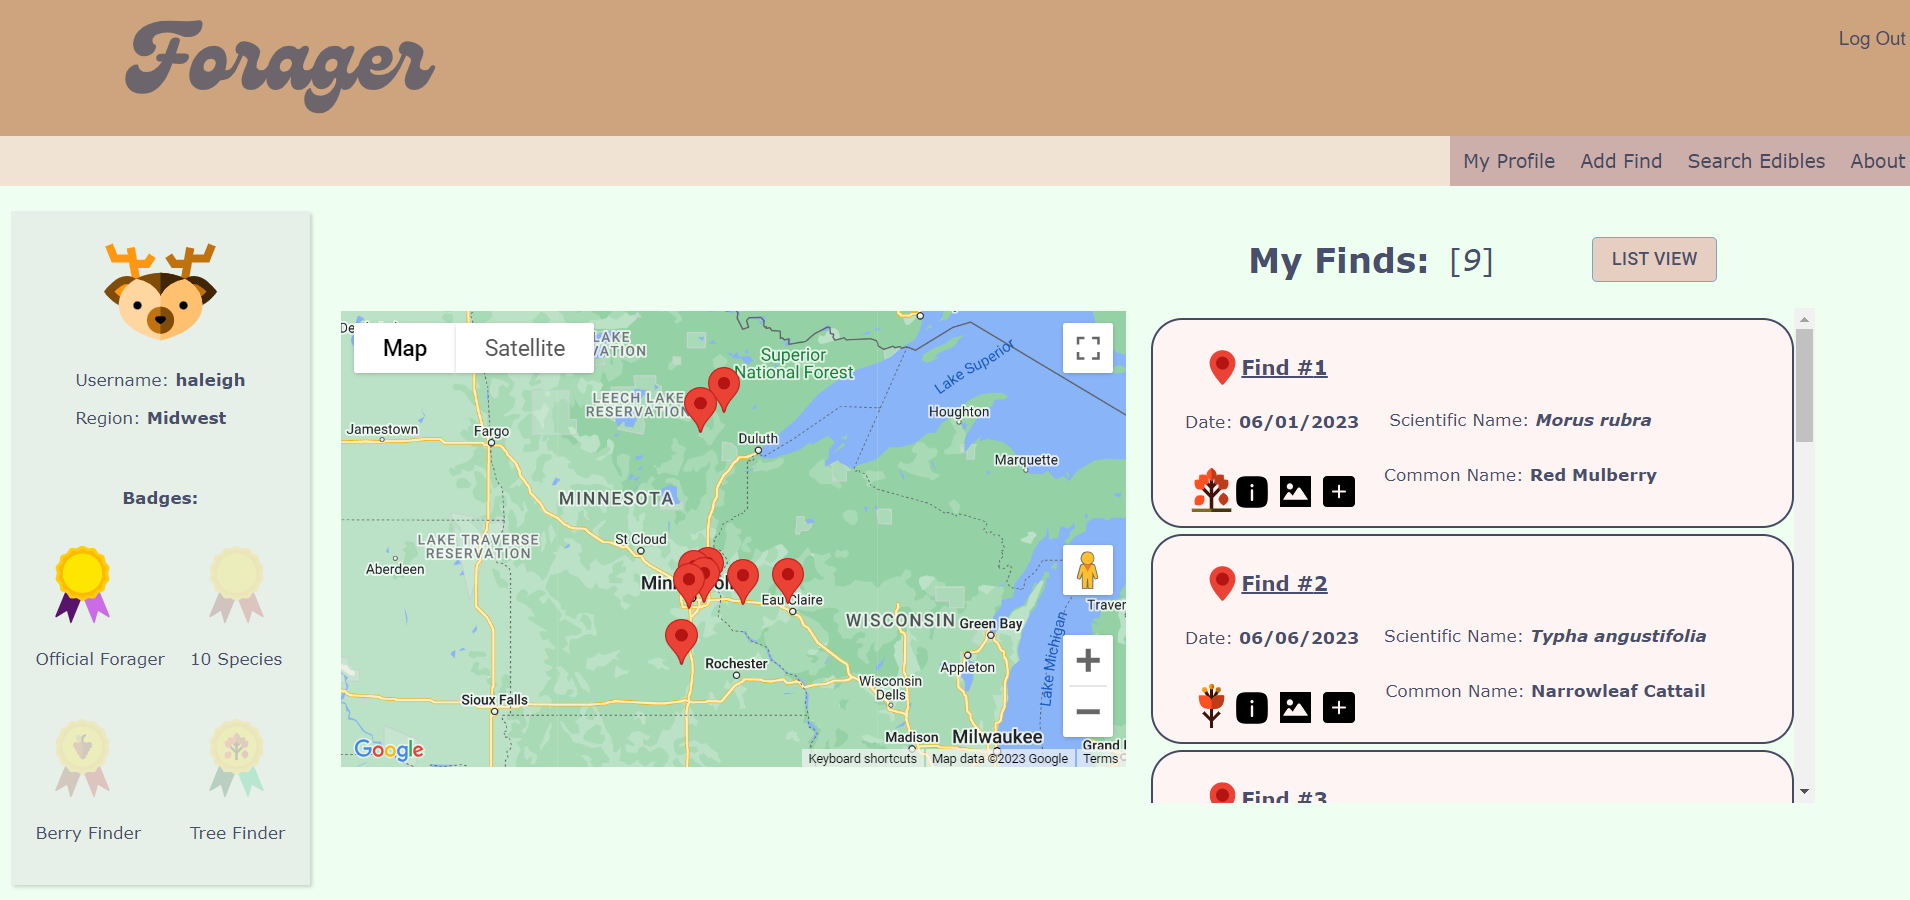 Forager
Log Out
My Profile Add Find Search Edibles About
Username: haleigh
Region: Midwest
Badges:
Official Forager 10 Species
Berry Finder Tree Finder
Map Satellite
LAKE
VATION
Superior
National Forest
Lake Superior
LEECH LAKE
RESERVATION
Houghton
Jamestown
Fargo
Duluth
Marquette
MINNESOTA
LAKE TRAVERSE
RESERVATION
St Cloud
Aberdeen
Eau Claire
Traver
WISCONSIN
Green Bay
Lake Michigan
Appleton
Rochester
Wisconsin
Dells
Sioux Falls
Madison
Milwaukee
Grand
Google
Keyboard shortcuts Map data ©2023 Google Terms
My Finds: [9]
LIST VIEW
Find #1
Date: 06/01/2023 Scientific Name: Morus rubra
Common Name: Red Mulberry
Find #2
Date: 06/06/2023 Scientific Name: Typha angustifolia
Common Name: Narrowleaf Cattail
Find #3